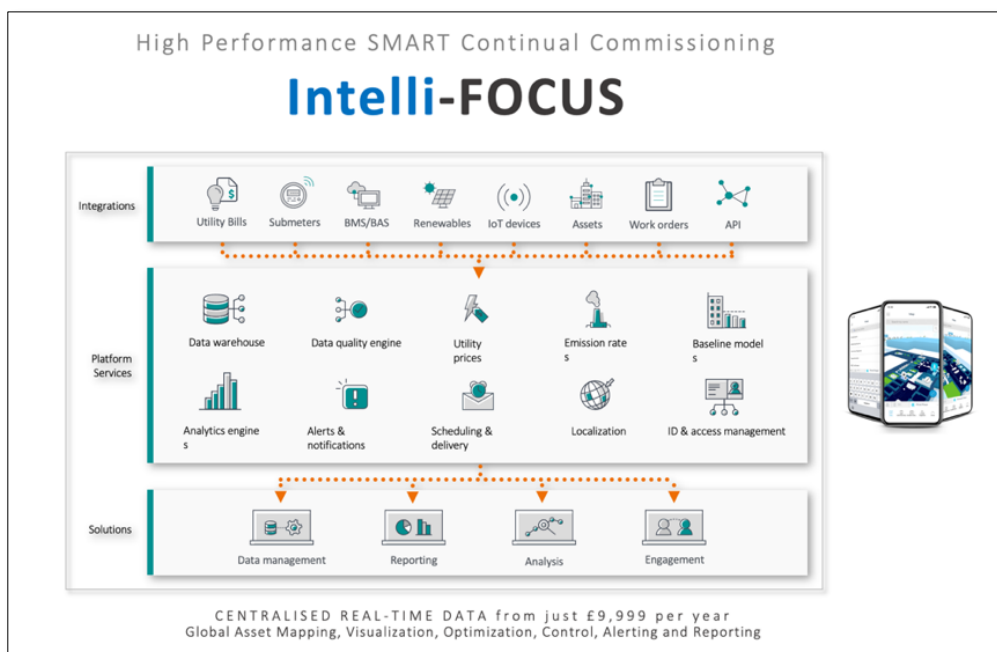 High Performance SMART Continual Commissioning
Intelli-FOCUS
Integrations
Utility Bills
Submeters
BMS/BAS
Renewables
IoT devices
Assets
Work orders
API
Platform
Services
Data warehouse
Data quality engine
Utility
prices
Emission rate
s
Baseline model
s
Analytics engine
s
Alerts &
notifications
Scheduling &
delivery
Localization
ID & access management
Solutions
Data management
Reporting
Analysis
Engagement
CENTRALISED REAL-TIME DATA from just £9,999 per year
Global Asset Mapping, Visualization, Optimization, Control, Alerting and Reporting